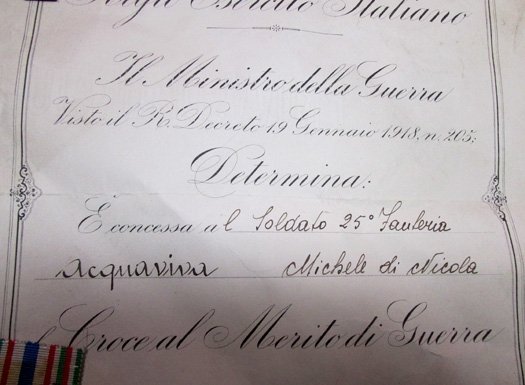 Regio Esercito Italiano
Il Ministro della Guerra
Visto il R. Decreto 19 Gennaio 1918, n. 205;
Determina:
È concessa al Soldato 25° Fanteria
Acquaviva Michele di Nicola
la Croce al Merito di Guerra